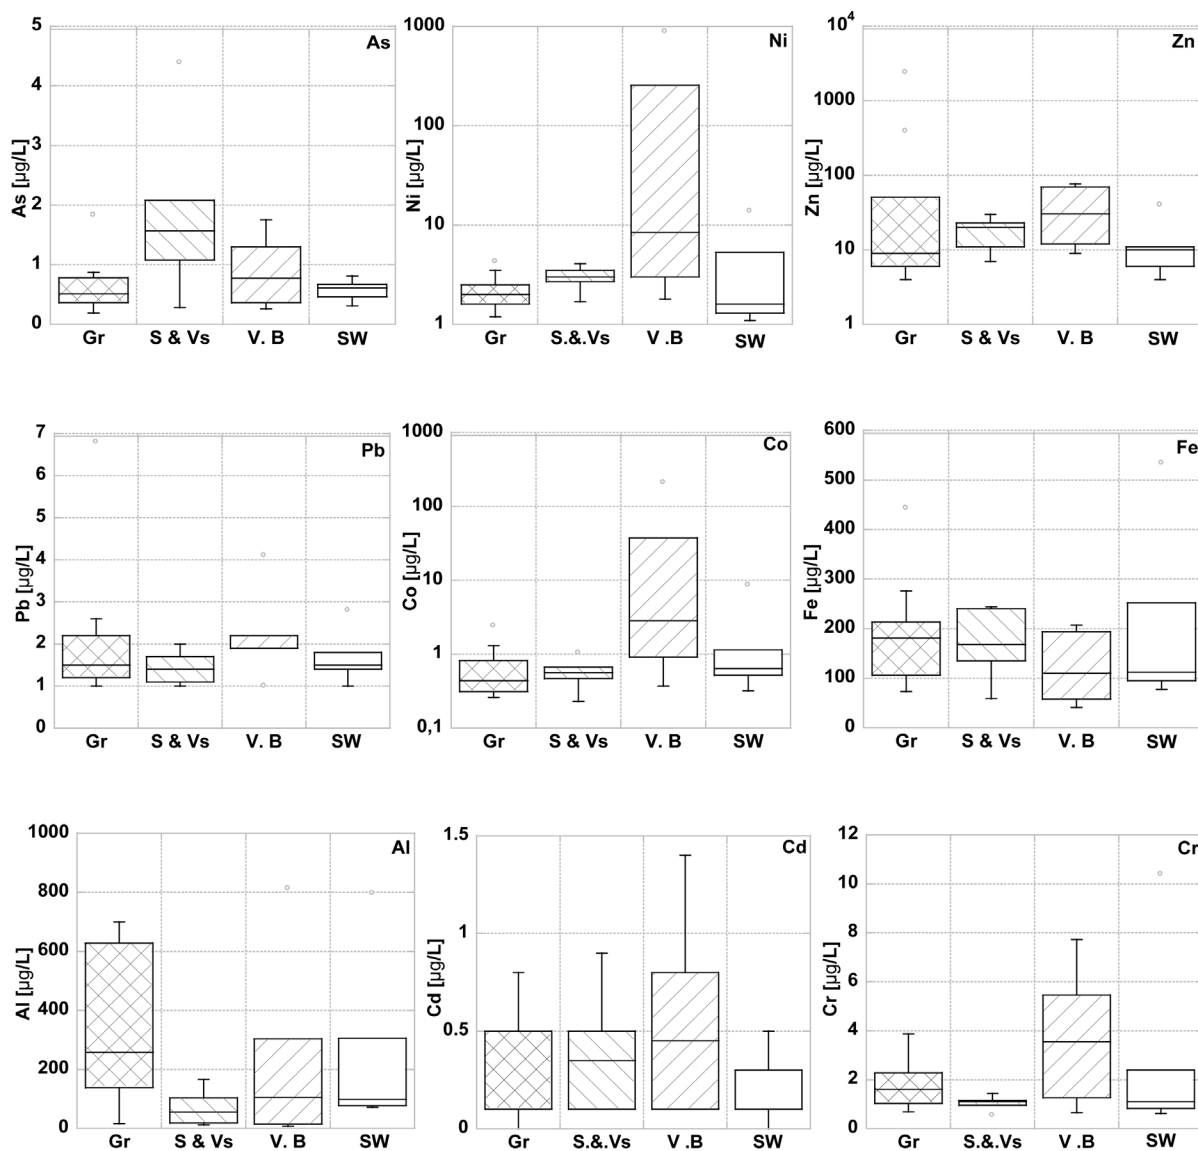 As
As [µg/L]
5
4
3
2
1
0
Gr
S & Vs
V. B
SW
Ni
Ni [µg/L]
1000
100
10
1
Gr
S.&.Vs
V .B
SW
Zn
Zn [µg/L]
10⁴
1000
100
10
1
Gr
S & Vs
V. B
SW
Pb
Pb [µg/L]
7
6
5
4
3
2
1
0
Gr
S & Vs
V. B
SW
Co
Co [µg/L]
1000
100
10
1
0,1
Gr
S & Vs
V. B
SW
Fe
Fe [µg/L]
600
500
400
300
200
100
0
Gr
S & Vs
V. B
SW
Al
Al [µg/L]
1000
800
600
400
200
0
Gr
S & Vs
V. B
SW
Cd
Cd [µg/L]
1.5
1
0.5
0
Gr
S.&.Vs
V .B
SW
Cr
Cr [µg/L]
12
10
8
6
4
2
0
Gr
S.&.Vs
V .B
SW